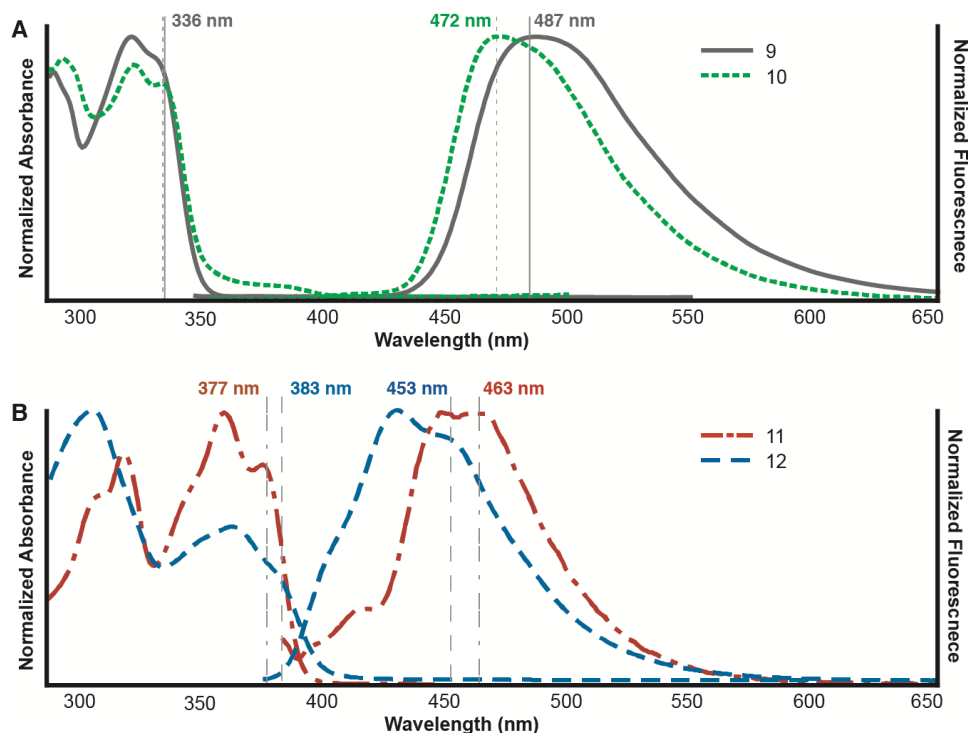 A
336 nm
472 nm
487 nm
9
10
Normalized Absorbance
Normalized Fluorescnece
300 350 400 450 500 550 600 650
Wavelength (nm)
B
377 nm
383 nm
453 nm
463 nm
11
12
Normalized Absorbance
Normalized Fluorescnece
300 350 400 450 500 550 600 650
Wavelength (nm)